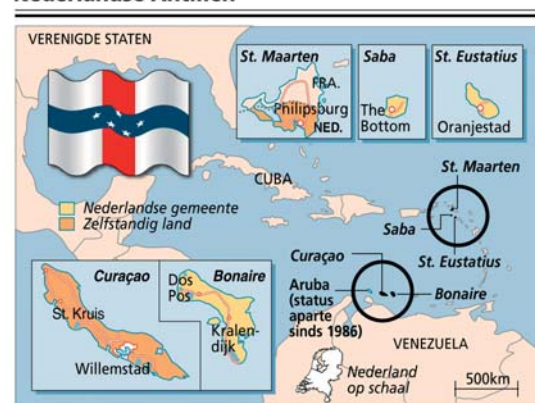 VERENIGDE STATEN
St. Maarten
FRA.
Philipsburg
NED.
Saba
The
Bottom
St. Eustatius
Oranjestad
CUBA
Nederlandse gemeente
Zelfstandig land
St. Maarten
Saba
St. Eustatius
Curaçao
Aruba
(status
aparte
sinds 1986)
Bonaire
Curaçao
St. Kruis
Willemstad
Bonaire
Dos
Pos
Kralen-
dijk
VENEZUELA
Nederland
op schaal
500km